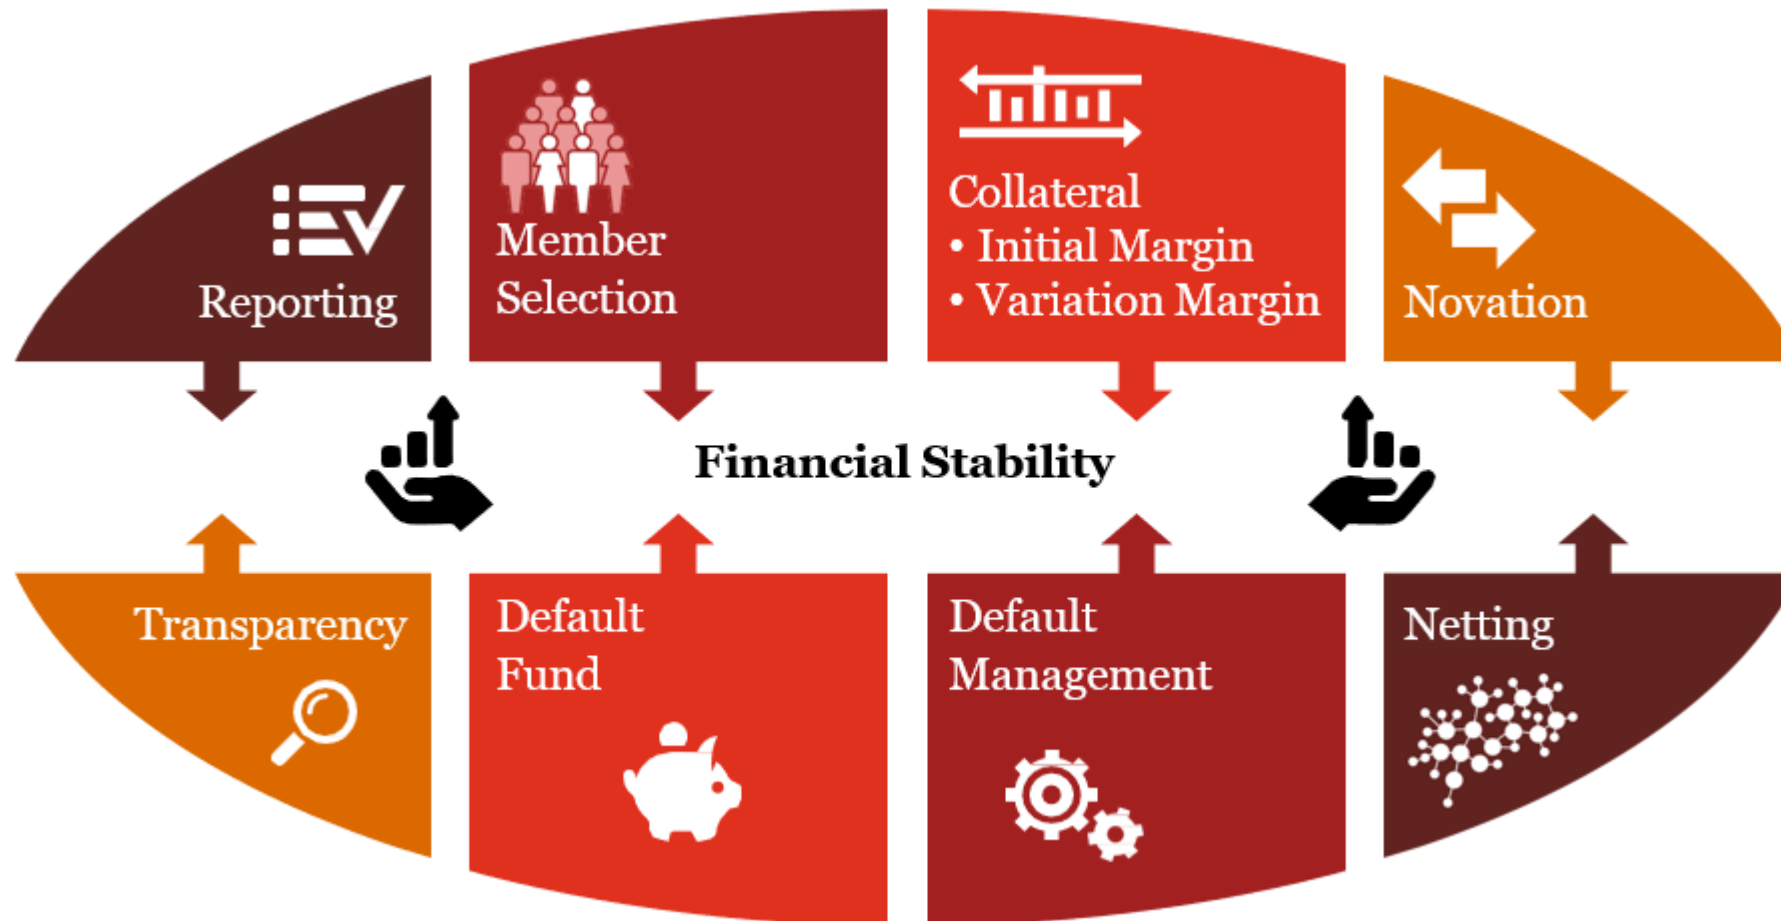 Reporting
Member
Selection
Collateral
• Initial Margin
• Variation Margin
Novation
Financial Stability
Transparency
Default
Fund
Default
Management
Netting